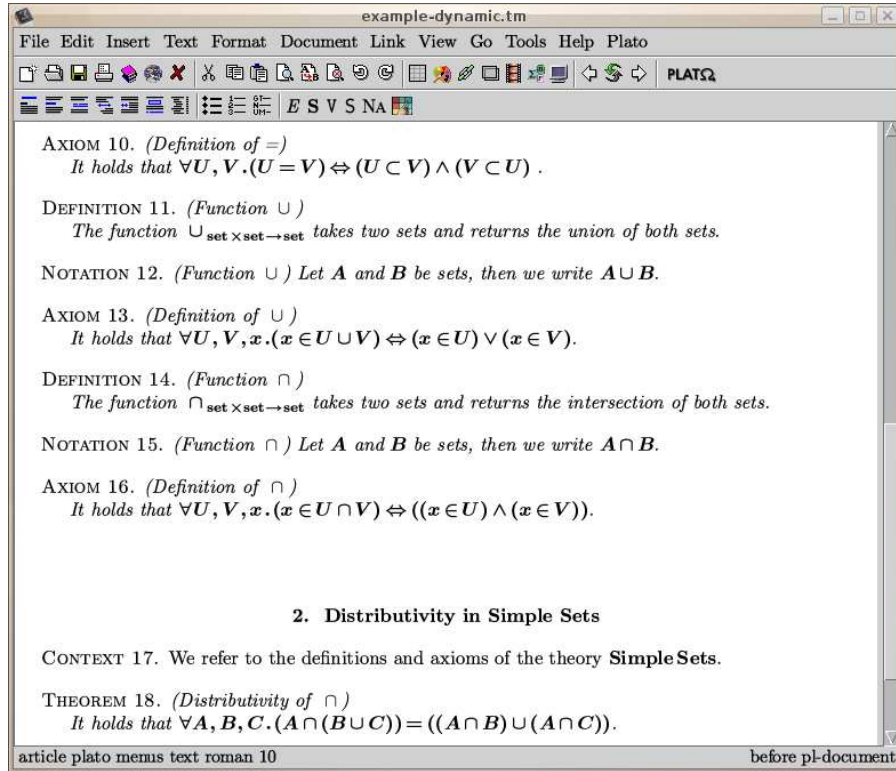 example-dynamic.tm
File Edit Insert Text Format Document Link View Go Tools Help Plato
PLATΩ
E S V S NA
AXIOM 10. (Definition of =)
It holds that ∀U, V.(U = V) ⇔ (U ⊂ V) ∧ (V ⊂ U) .
DEFINITION 11. (Function ∪ )
The function ∪ set×set→set takes two sets and returns the union of both sets.
NOTATION 12. (Function ∪ ) Let A and B be sets, then we write A ∪ B.
AXIOM 13. (Definition of ∪ )
It holds that ∀U, V, x.(x ∈ U ∪ V) ⇔ (x ∈ U) ∨ (x ∈ V).
DEFINITION 14. (Function ∩ )
The function ∩ set×set→set takes two sets and returns the intersection of both sets.
NOTATION 15. (Function ∩ ) Let A and B be sets, then we write A ∩ B.
AXIOM 16. (Definition of ∩ )
It holds that ∀U, V, x.(x ∈ U ∩ V) ⇔ ((x ∈ U) ∧ (x ∈ V)).
2. Distributivity in Simple Sets
CONTEXT 17. We refer to the definitions and axioms of the theory Simple Sets.
THEOREM 18. (Distributivity of ∩ )
It holds that ∀A, B, C.(A ∩ (B ∪ C)) = ((A ∩ B) ∪ (A ∩ C)).
article plato menus text roman 10 before pl-document